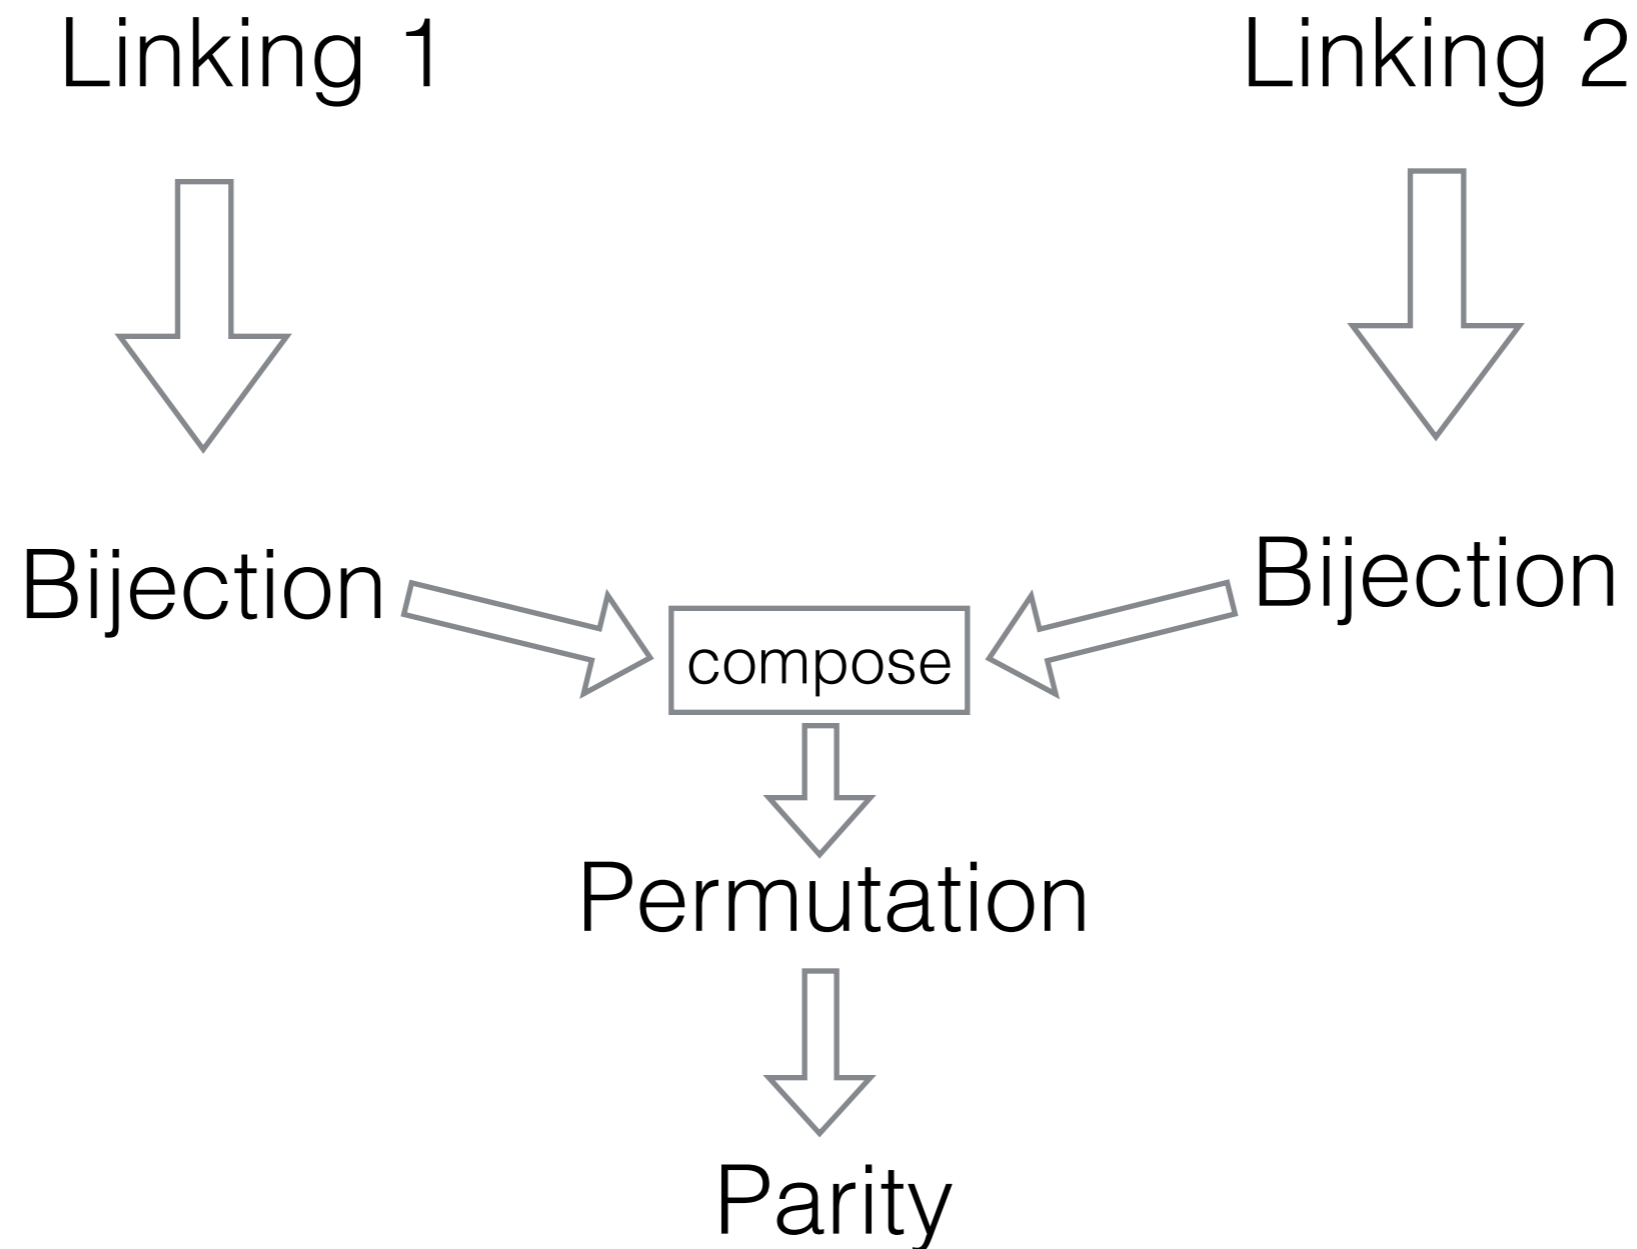 Linking 1
Linking 2
Bijection
Bijection
compose
Permutation
Parity